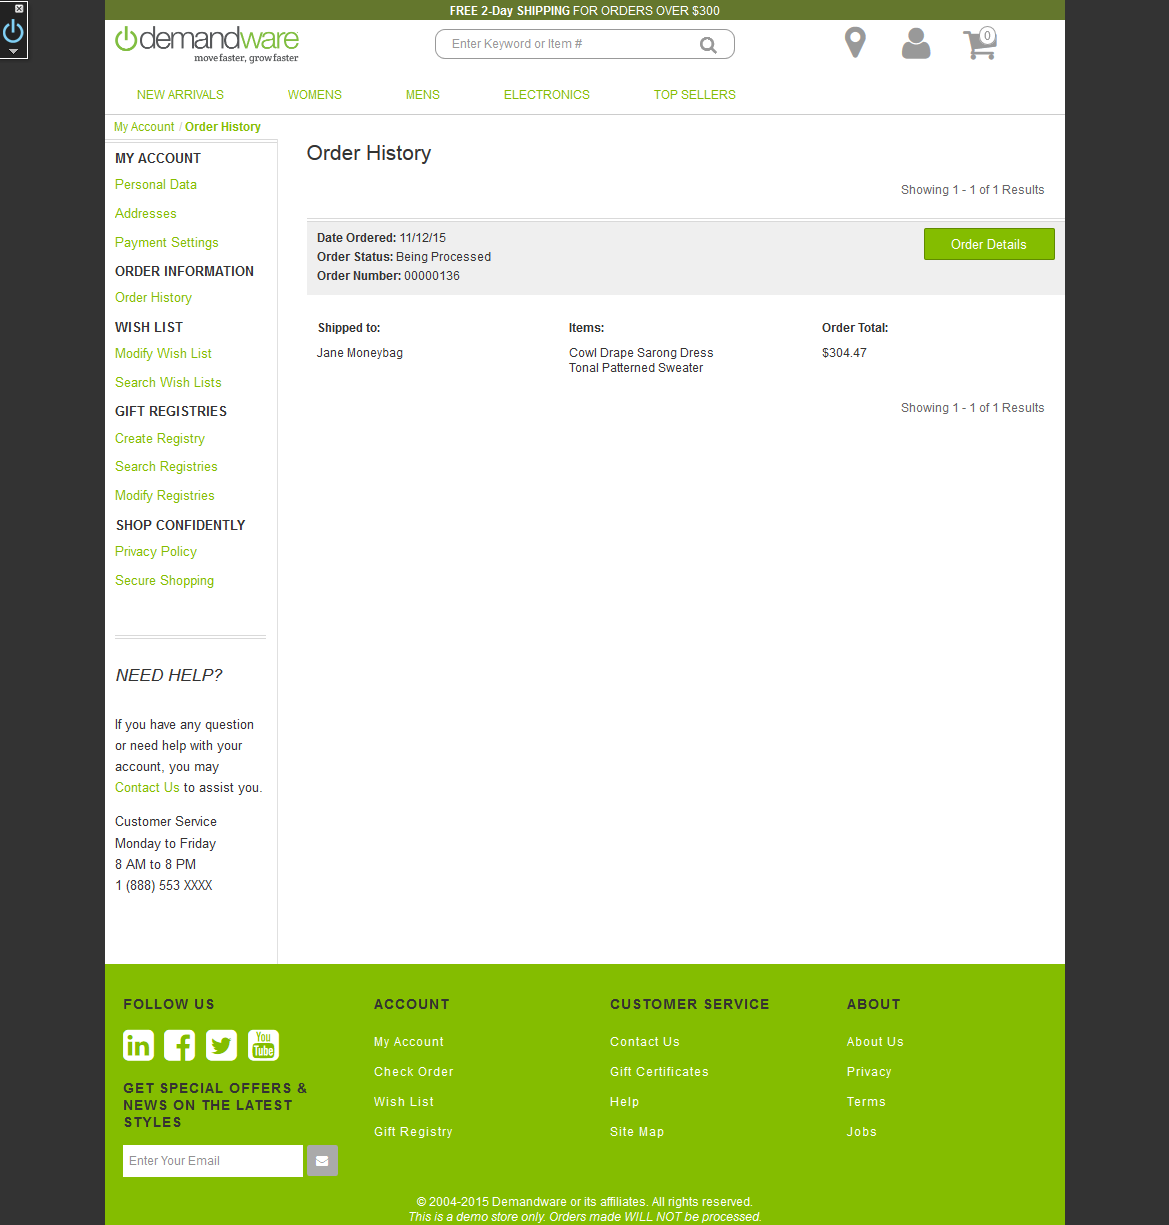 FREE 2-Day SHIPPING FOR ORDERS OVER $300
demandware
move faster, grow faster
Enter Keyword or Item #
0
NEW ARRIVALS WOMENS MENS ELECTRONICS TOP SELLERS
My Account / Order History
MY ACCOUNT
Personal Data
Addresses
Payment Settings
ORDER INFORMATION
Order History
WISH LIST
Modify Wish List
Search Wish Lists
GIFT REGISTRIES
Create Registry
Search Registries
Modify Registries
SHOP CONFIDENTLY
Privacy Policy
Secure Shopping
NEED HELP?
If you have any question
or need help with your
account, you may
Contact Us to assist you.
Customer Service
Monday to Friday
8 AM to 8 PM
1 (888) 553 XXXX
Order History
Showing 1 - 1 of 1 Results
Date Ordered: 11/12/15
Order Status: Being Processed
Order Number: 00000136
Order Details
Shipped to:
Jane Moneybag
Items:
Cowl Drape Sarong Dress
Tonal Patterned Sweater
Order Total:
$304.47
Showing 1 - 1 of 1 Results
FOLLOW US
in f You Tube
GET SPECIAL OFFERS &
NEWS ON THE LATEST
STYLES
Enter Your Email
ACCOUNT
My Account
Check Order
Wish List
Gift Registry
CUSTOMER SERVICE
Contact Us
Gift Certificates
Help
Site Map
ABOUT
About Us
Privacy
Terms
Jobs
© 2004-2015 Demandware or its affiliates. All rights reserved.
This is a demo store only. Orders made WILL NOT be processed.